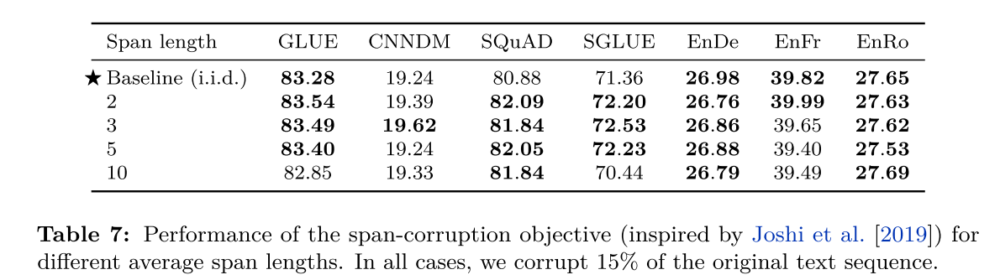 Span length GLUE CNNDM SQuAD SGLUE EnDe EnFr EnRo
★ Baseline (i.i.d.) 83.28 19.24 80.88 71.36 26.98 39.82 27.65
2 83.54 19.39 82.09 72.20 26.76 39.99 27.63
3 83.49 19.62 81.84 72.53 26.86 39.65 27.62
5 83.40 19.24 82.05 72.23 26.88 39.40 27.53
10 82.85 19.33 81.84 70.44 26.79 39.49 27.69
Table 7: Performance of the span-corruption objective (inspired by Joshi et al. [2019]) for
different average span lengths. In all cases, we corrupt 15% of the original text sequence.